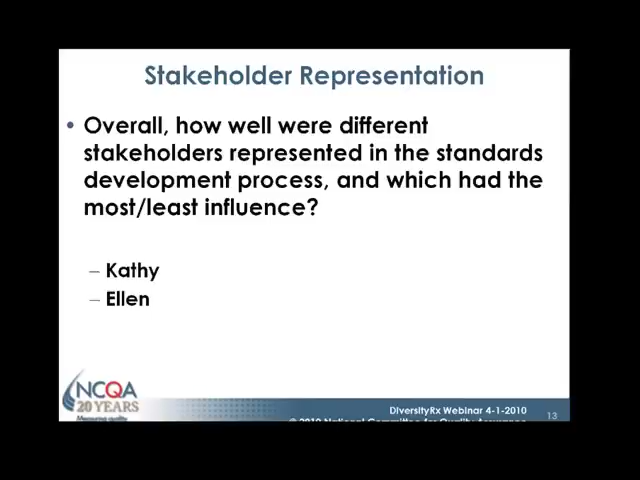 Stakeholder Representation
• Overall, how well were different
stakeholders represented in the standards
development process, and which had the
most/least influence?
– Kathy
– Ellen
NCQA
20 YEARS
Measuring quality.
DiversityRx Webinar 4-1-2010
© 2010 National Committee for Quality Assurance
13